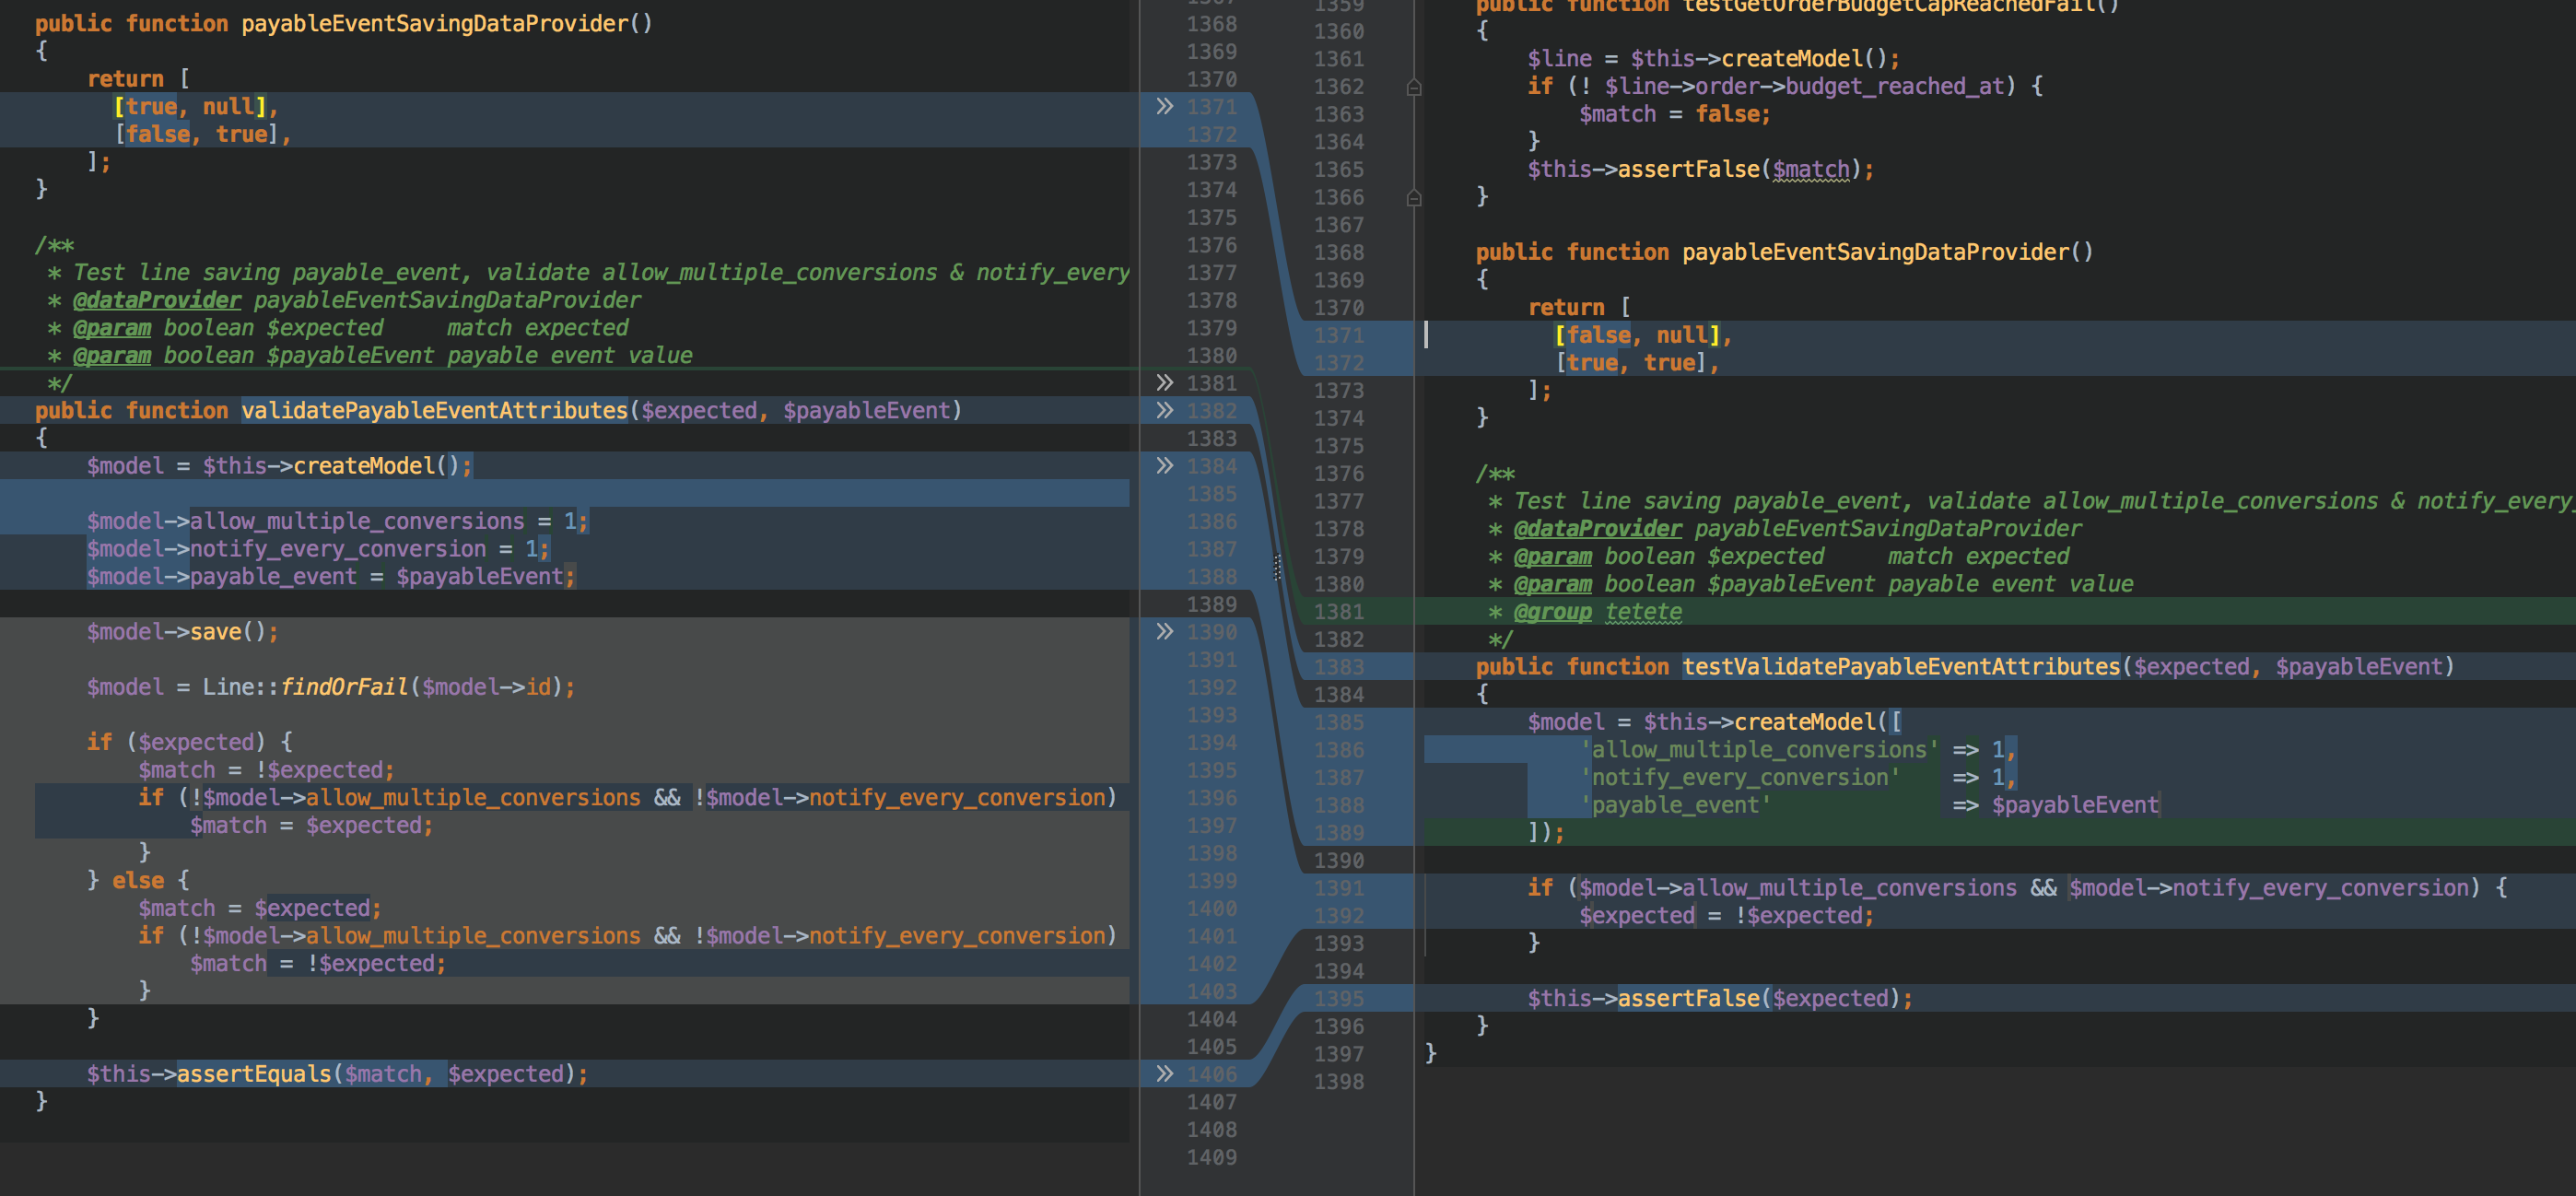 public function payableEventSavingDataProvider()
{
    return [
      [true, null],
      [false, true],
    ];
}

/**
 * Test line saving payable_event, validate allow_multiple_conversions & notify_every
 * @dataProvider payableEventSavingDataProvider
 * @param boolean $expected     match expected
 * @param boolean $payableEvent payable event value
 */
public function validatePayableEventAttributes($expected, $payableEvent)
{
    $model = $this->createModel();

    $model->allow_multiple_conversions = 1;
    $model->notify_every_conversion = 1;
    $model->payable_event = $payableEvent;

    $model->save();

    $model = Line::findOrFail($model->id);

    if ($expected) {
        $match = !$expected;
        if (!$model->allow_multiple_conversions && !$model->notify_every_conversion)
            $match = $expected;
        }
    } else {
        $match = $expected;
        if (!$model->allow_multiple_conversions && !$model->notify_every_conversion)
            $match = !$expected;
        }
    }

    $this->assertEquals($match, $expected);
}
1368
1369
1370
1371
1372
1373
1374
1375
1376
1377
1378
1379
1380
1381
1382
1383
1384
1385
1386
1387
1388
1389
1390
1391
1392
1393
1394
1395
1396
1397
1398
1399
1400
1401
1402
1403
1404
1405
1406
1407
1408
1409
1359
1360
1361
1362
1363
1364
1365
1366
1367
1368
1369
1370
1371
1372
1373
1374
1375
1376
1377
1378
1379
1380
1381
1382
1383
1384
1385
1386
1387
1388
1389
1390
1391
1392
1393
1394
1395
1396
1397
1398
public function testGetOrderBudgetCapReachedFail()
{
    $line = $this->createModel();
    if (! $line->order->budget_reached_at) {
        $match = false;
    }
    $this->assertFalse($match);
}

public function payableEventSavingDataProvider()
{
    return [
      [false, null],
      [true, true],
    ];
}

/**
 * Test line saving payable_event, validate allow_multiple_conversions & notify_every_
 * @dataProvider payableEventSavingDataProvider
 * @param boolean $expected     match expected
 * @param boolean $payableEvent payable event value
 * @group tetete
 */
public function testValidatePayableEventAttributes($expected, $payableEvent)
{
    $model = $this->createModel([
        'allow_multiple_conversions' => 1,
        'notify_every_conversion'    => 1,
        'payable_event'              => $payableEvent
    ]);

    if ($model->allow_multiple_conversions && $model->notify_every_conversion) {
        $expected = !$expected;
    }

    $this->assertFalse($expected);
}
}